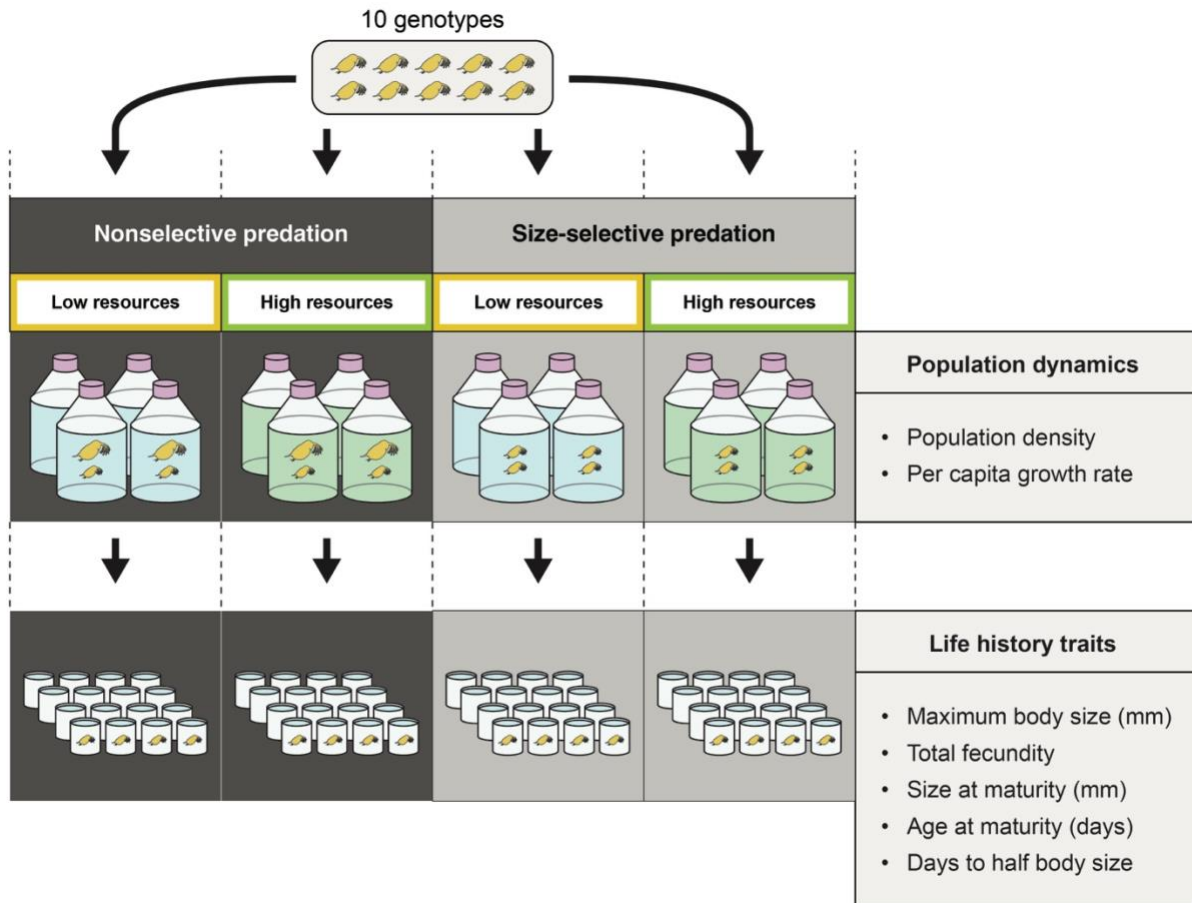 10 genotypes
Nonselective predation
Size-selective predation
Low resources
High resources
Low resources
High resources
Population dynamics
• Population density
• Per capita growth rate
Life history traits
• Maximum body size (mm)
• Total fecundity
• Size at maturity (mm)
• Age at maturity (days)
• Days to half body size